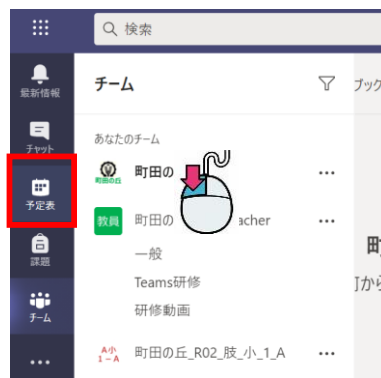 検索
最新情報
チーム
ブック
あなたのチーム
チャット
町田の丘
町田の
予定表
教員
町田の
acher
一般
課題
Teams研修
町から
研修動画
チーム
A小
1-A
町田の丘_R02_肢_小_1_A